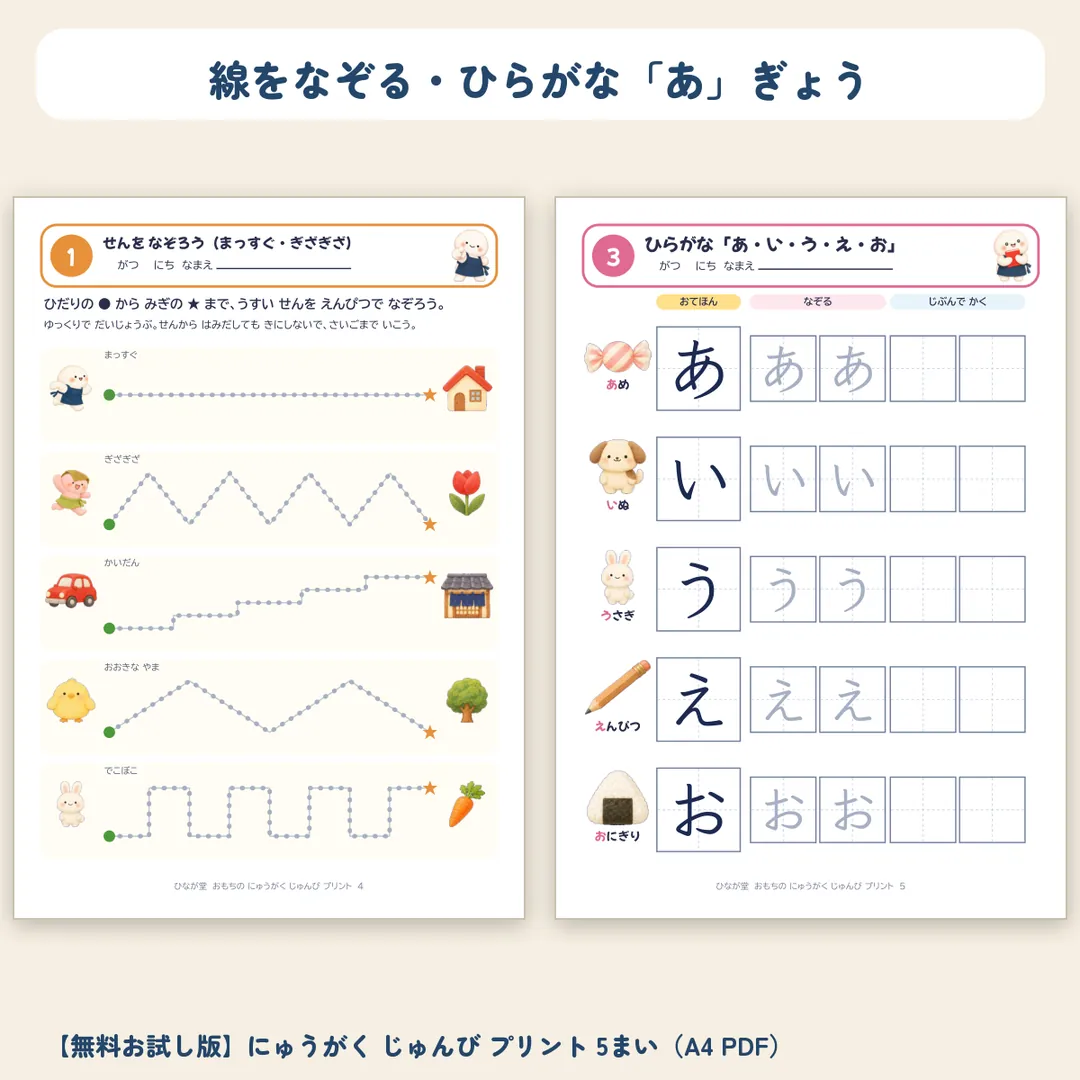 線をなぞる・ひらがな「あ」ぎょう
1
せんを なぞろう（まっすぐ・ぎざぎざ）
がつ にち なまえ
ひだりの ● から みぎの ★ まで、うすい せんを えんぴつで なぞろう。
ゆっくりで だいじょうぶ。せんから はみだしても きにしないで、さいごまで いこう。
まっすぐ
ぎざぎざ
かいだん
おおきな やま
でこぼこ
ひなが堂 おもちの にゅうがく じゅんび プリント 4
3
ひらがな「あ・い・う・え・お」
がつ にち なまえ
おてほん なぞる じぶんで かく
あ あ あ
あめ
い い い
いぬ
う う う
うさぎ
え え え
えんぴつ
お お お
おにぎり
ひなが堂 おもちの にゅうがく じゅんび プリント 5
【無料お試し版】にゅうがく じゅんび プリント 5まい（A4 PDF）